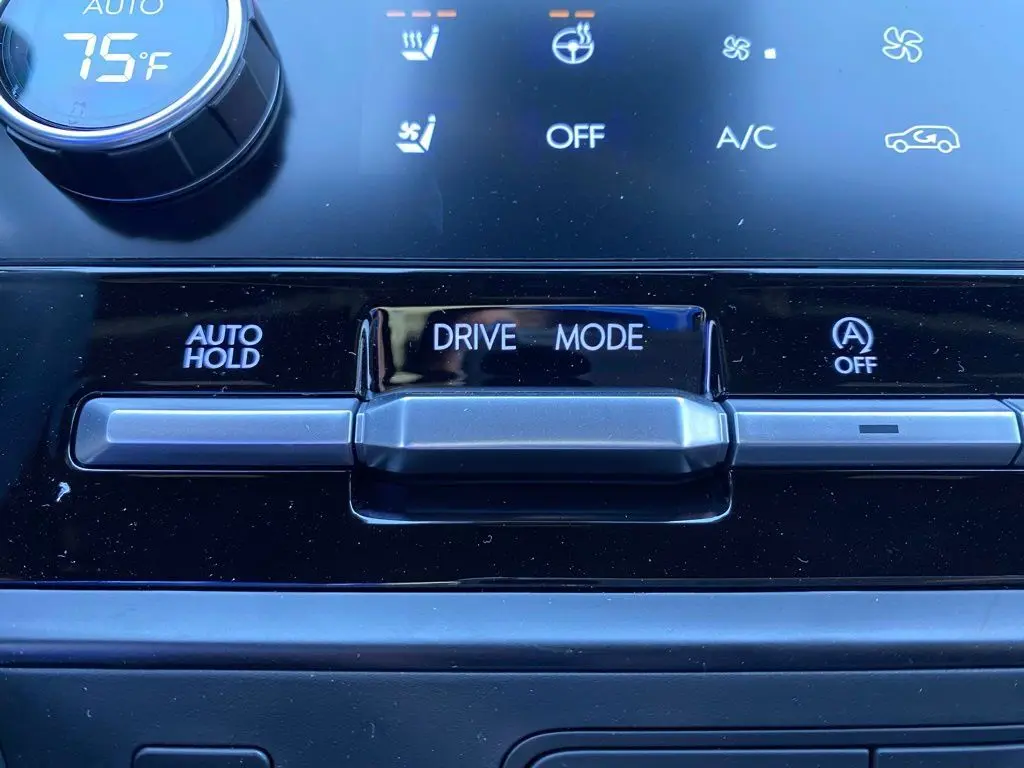 AUTO
75°F
OFF
A/C
AUTO
HOLD
DRIVE MODE
A
OFF